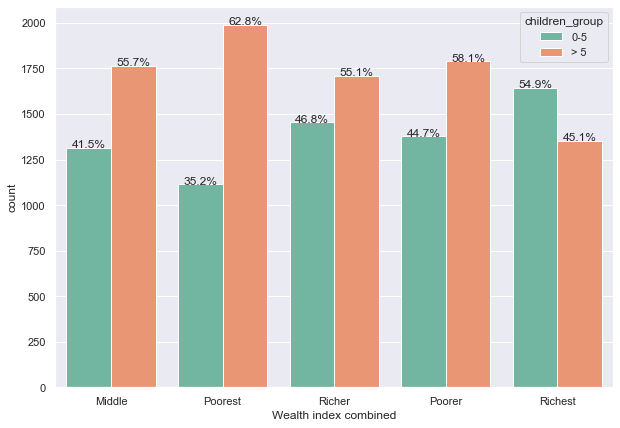 children_group
0-5
> 5
2000
1750
1500
1250
1000
750
500
250
0
count
55.7%
62.8%
55.1%
58.1%
45.1%
41.5%
35.2%
46.8%
44.7%
54.9%
Middle
Poorest
Richer
Poorer
Richest
Wealth index combined